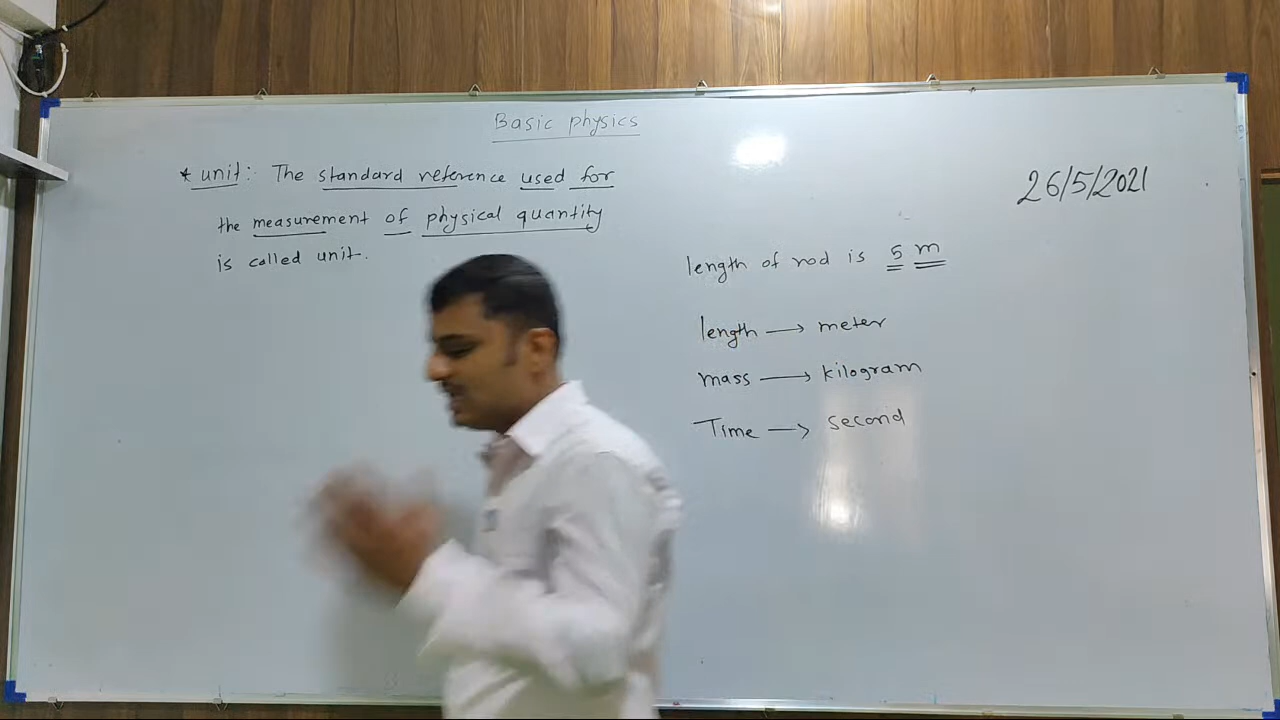 Basic physics
* unit: The standard reference used for
the measurement of physical quantity
is called unit.
26/5/2021
length of rod is 5 m
length → meter
mass → kilogram
Time → second